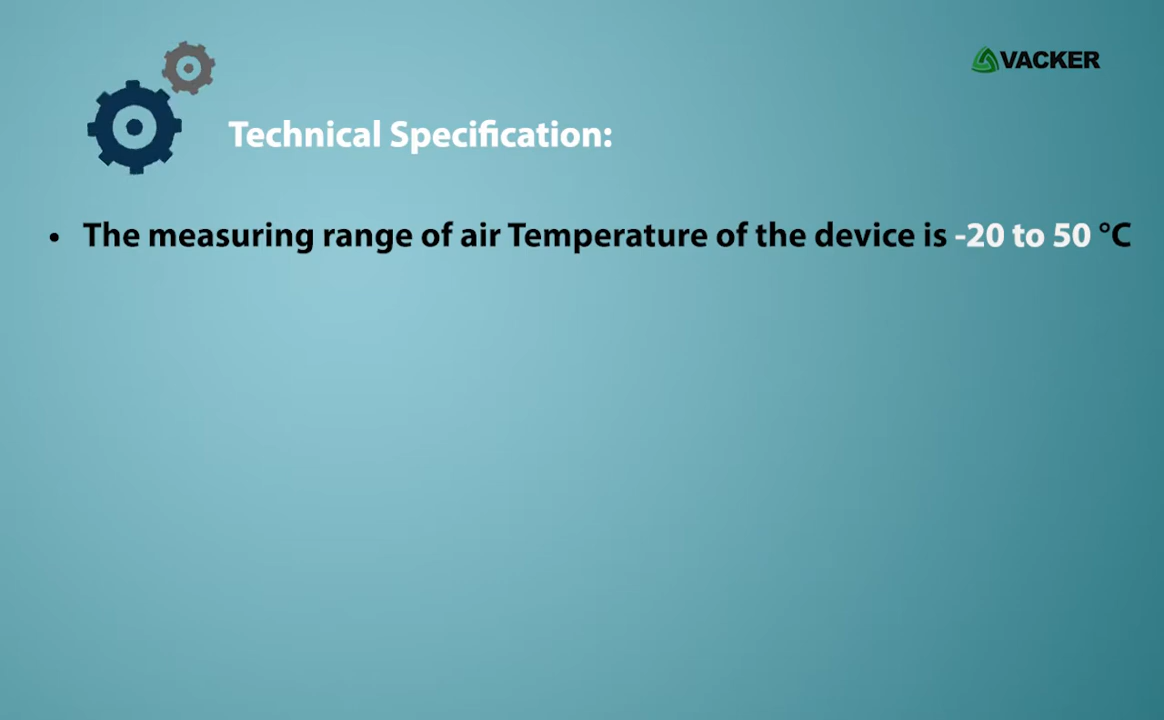 VACKER
Technical Specification:
• The measuring range of air Temperature of the device is -20 to 50 °C